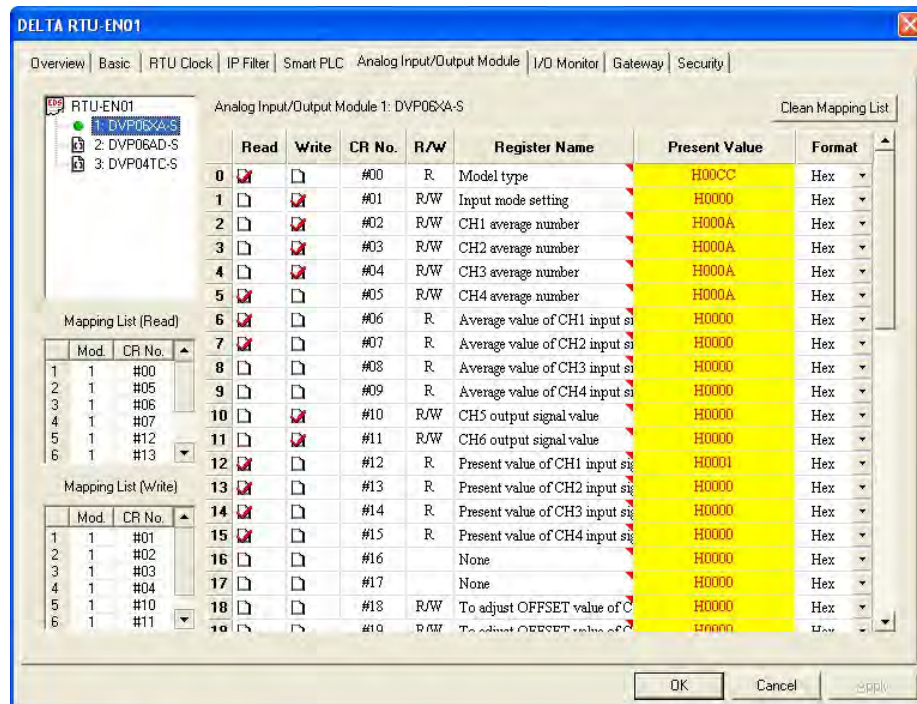 DELTA RTU-EN01
Overview Basic RTU Clock IP Filter Smart PLC Analog Input/Output Module I/O Monitor Gateway Security
EDS RTU-EN01
1: DVP06XA-S
2: DVP06AD-S
3: DVP04TC-S
Analog Input/Output Module 1: DVP06XA-S
Clean Mapping List
Read Write CR No. R/W Register Name Present Value Format
0 #00 R Model type H00CC Hex
1 #01 R/W Input mode setting H0000 Hex
2 #02 R/W CH1 average number H000A Hex
3 #03 R/W CH2 average number H000A Hex
4 #04 R/W CH3 average number H000A Hex
5 #05 R/W CH4 average number H000A Hex
6 #06 R Average value of CH1 input si H0000 Hex
7 #07 R Average value of CH2 input si H0000 Hex
8 #08 R Average value of CH3 input si H0000 Hex
9 #09 R Average value of CH4 input si H0000 Hex
10 #10 R/W CH5 output signal value H0000 Hex
11 #11 R/W CH6 output signal value H0000 Hex
12 #12 R Present value of CH1 input sig H0001 Hex
13 #13 R Present value of CH2 input sig H0000 Hex
14 #14 R Present value of CH3 input sig H0000 Hex
15 #15 R Present value of CH4 input sig H0000 Hex
16 #16 None H0000 Hex
17 #17 None H0000 Hex
18 #18 R/W To adjust OFFSET value of C H0000 Hex
19 #19 R/W To adjust OFFSET value of C H0000 Hex
Mapping List (Read)
Mod. CR No.
1 1 #00
2 1 #05
3 1 #06
4 1 #07
5 1 #12
6 1 #13
Mapping List (Write)
Mod. CR No.
1 1 #01
2 1 #02
3 1 #03
4 1 #04
5 1 #10
6 1 #11
OK Cancel Apply